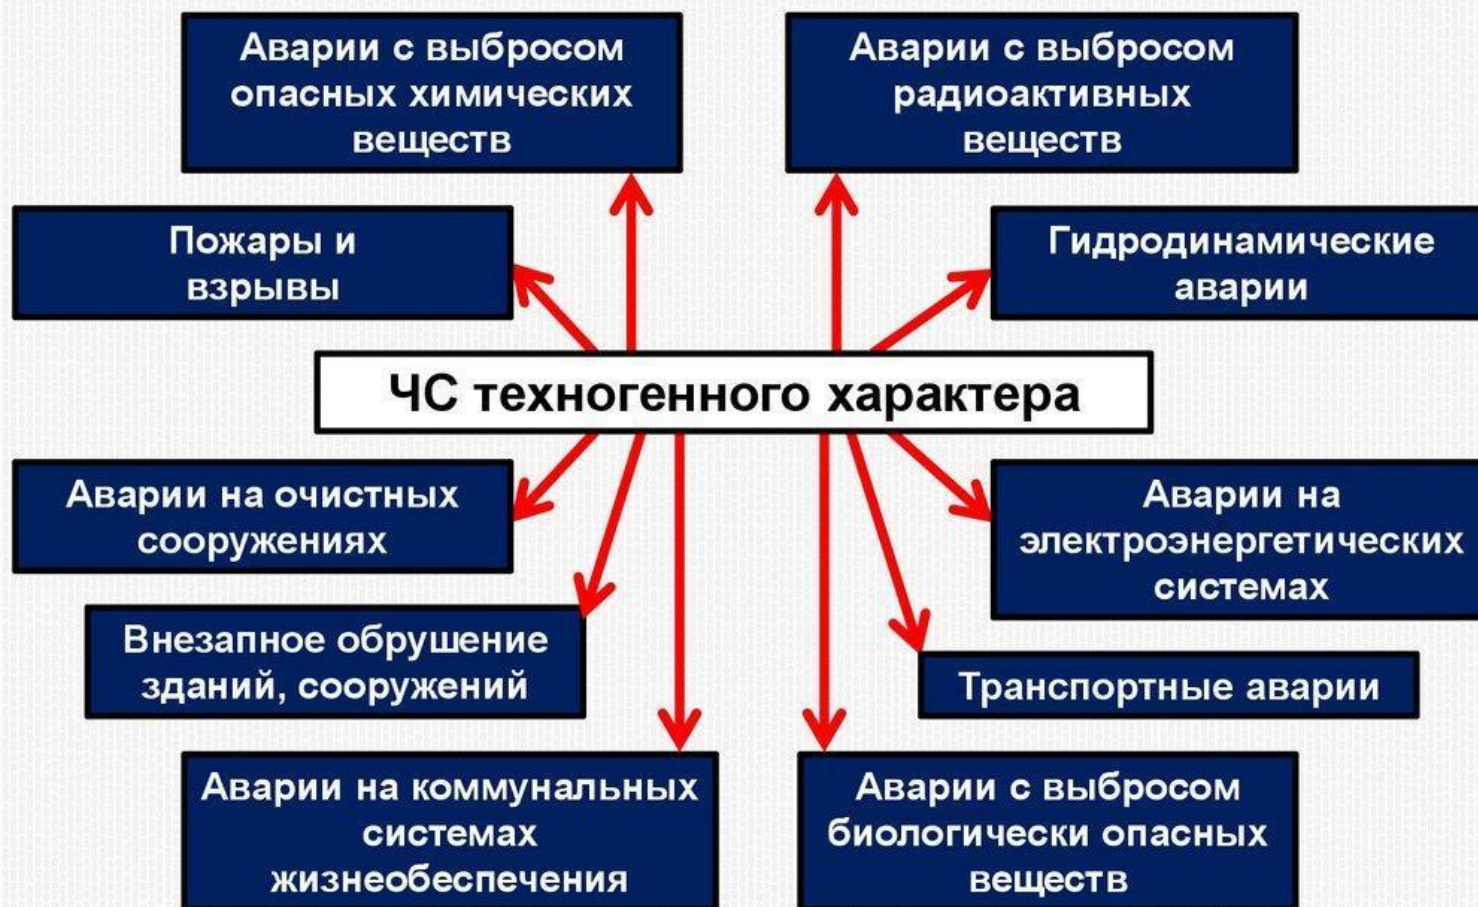 Аварии с выбросом
опасных химических
веществ
Аварии с выбросом
радиоактивных
веществ
Пожары и
взрывы
Гидродинамические
аварии
ЧС техногенного характера
Аварии на очистных
сооружениях
Аварии на
электроэнергетических
системах
Внезапное обрушение
зданий, сооружений
Транспортные аварии
Аварии на коммунальных
системах
жизнеобеспечения
Аварии с выбросом
биологически опасных
веществ